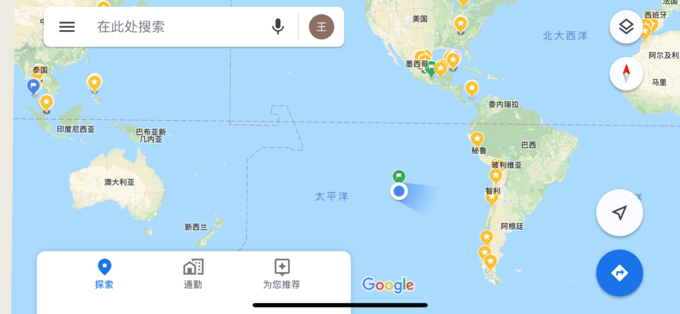 在此处搜索
王
美国
北大西洋
法国
西班牙
阿尔及利
马里
墨西哥
泰国
委内瑞拉
印度尼西亚
巴布亚新
几内亚
秘鲁
巴西
玻利维亚
澳大利亚
太平洋
智利
新西兰
阿根廷
探索
通勤
为您推荐
Google